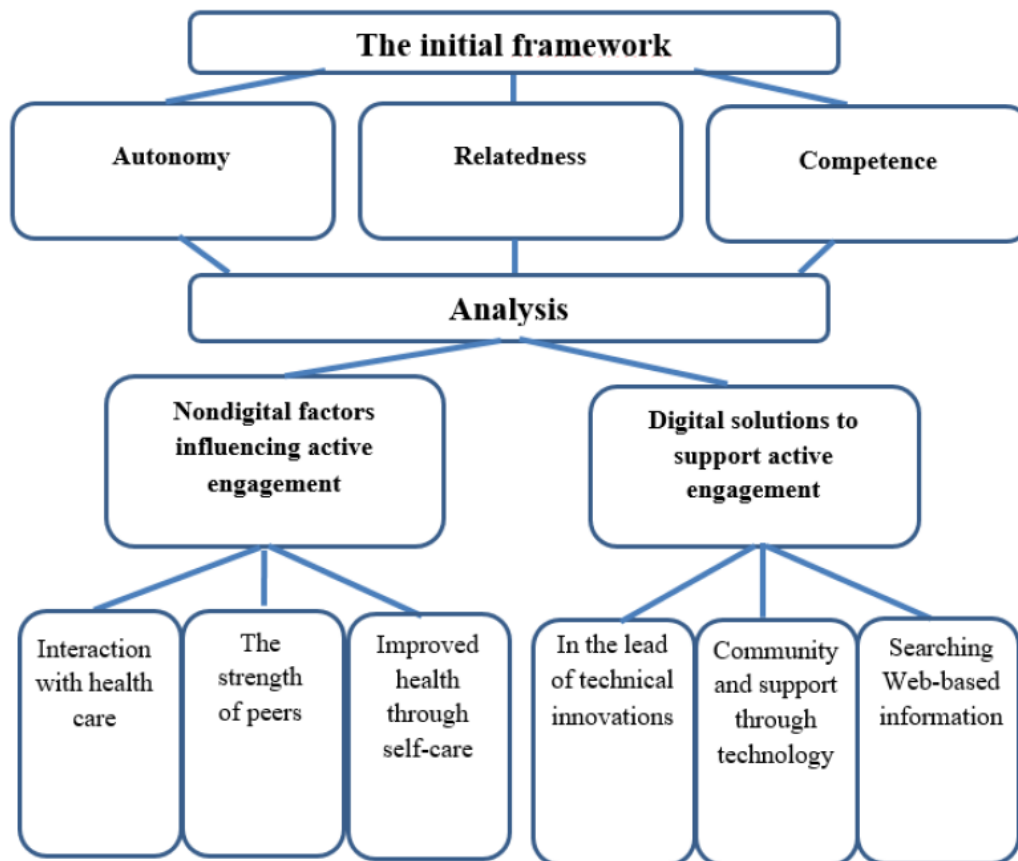 The initial framework
Autonomy
Relatedness
Competence
Analysis
Nondigital factors
influencing active
engagement
Digital solutions to
support active
engagement
Interaction
with health
care
The
strength
of peers
Improved
health
through
self-care
In the lead
of technical
innovations
Community
and support
through
technology
Searching
Web-based
information